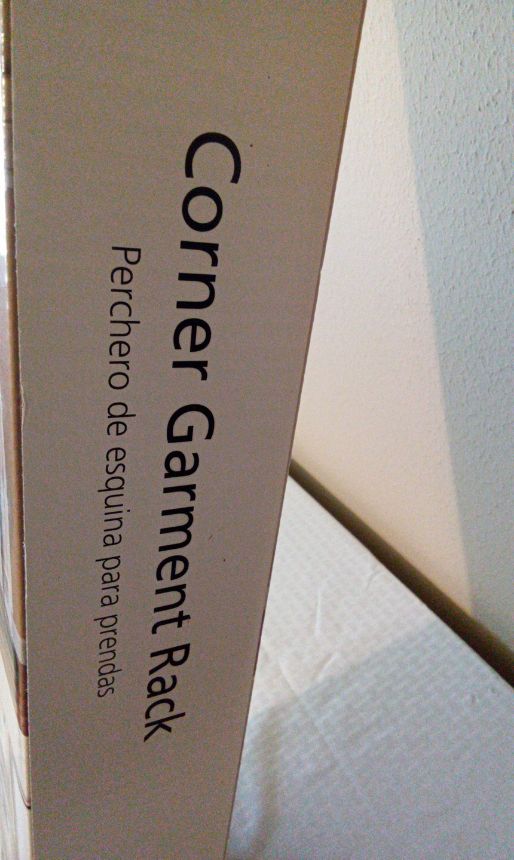 Corner Garment Rack
Perchero de esquina para prendas